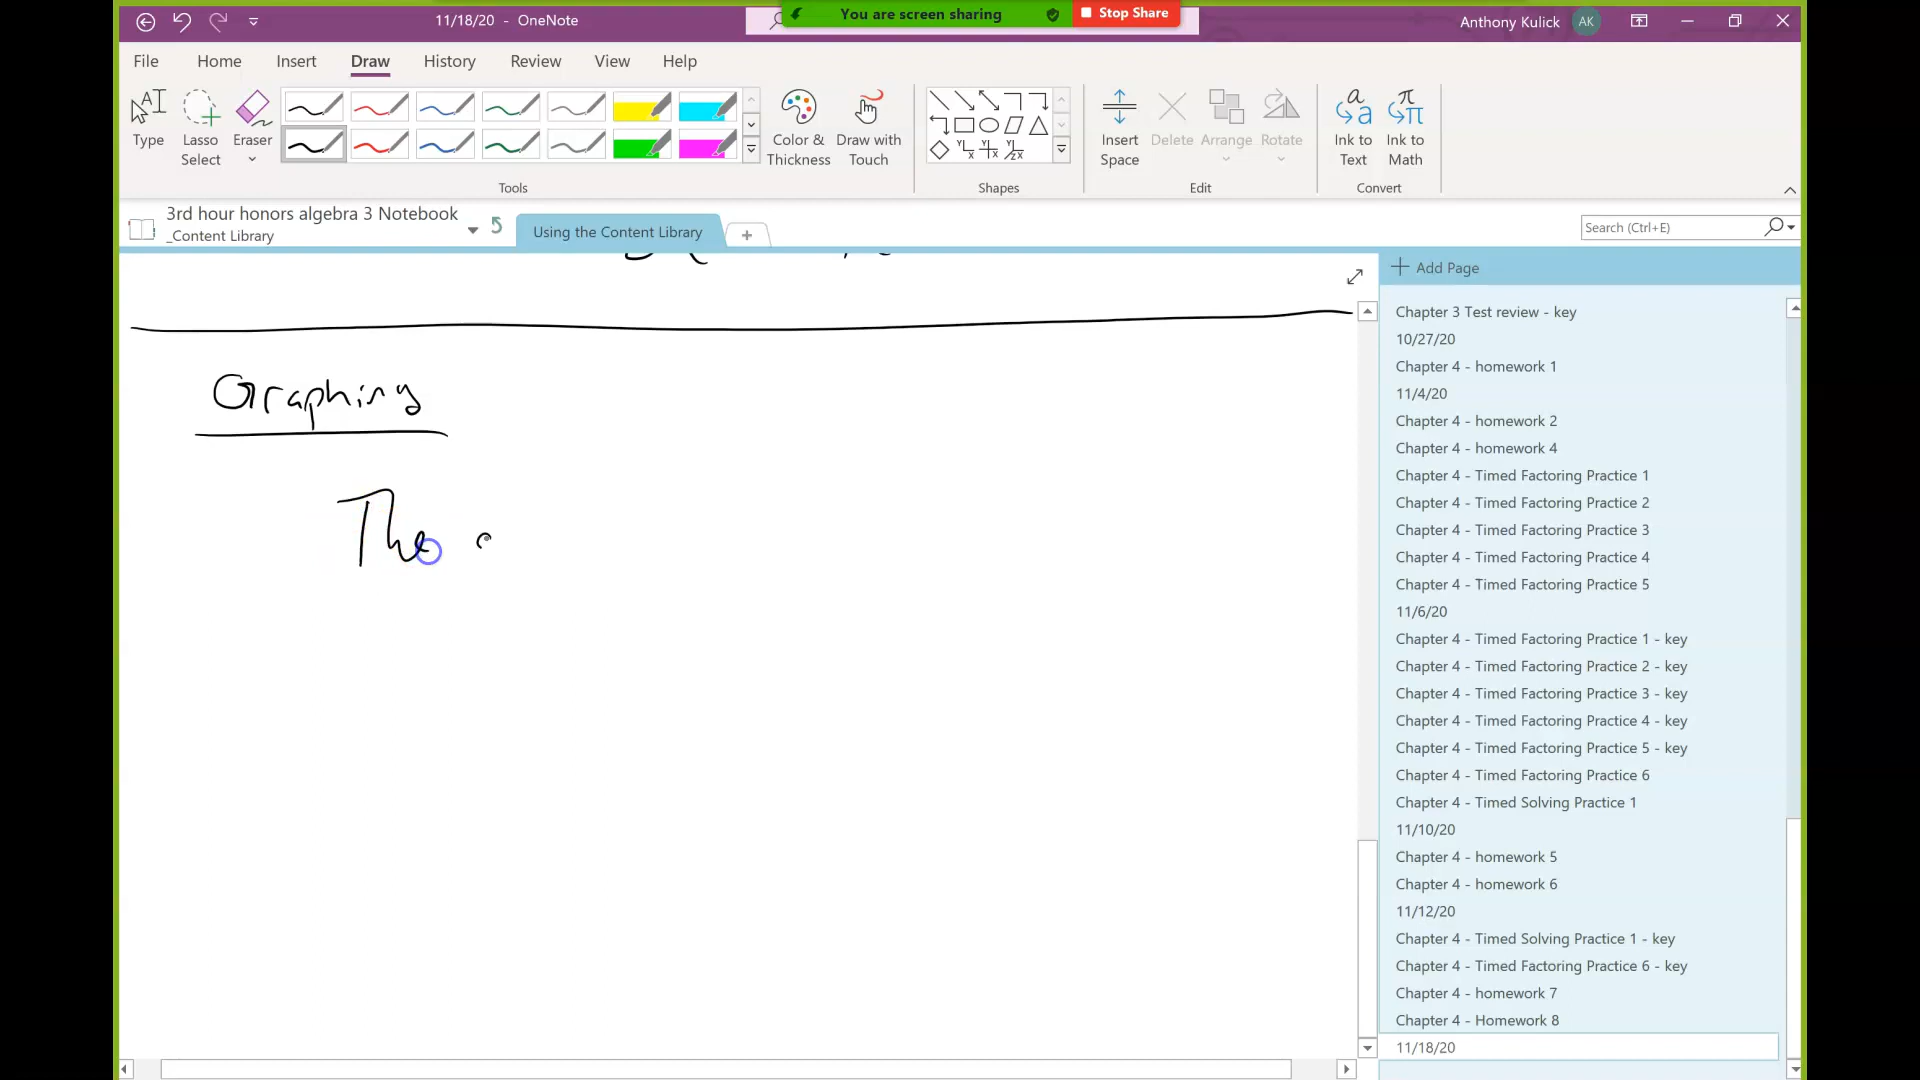 You are screen sharing
Stop Share
11/18/20 - OneNote
Anthony Kulick AK
File Home Insert Draw History Review View Help
Type
Lasso Select
Eraser
Color & Thickness
Draw with Touch
Insert Space
Delete
Arrange
Rotate
Ink to Text
Ink to Math
Tools
Shapes
Edit
Convert
3rd hour honors algebra 3 Notebook
_Content Library
Using the Content Library
Search (Ctrl+E)
Add Page
Chapter 3 Test review - key
10/27/20
Chapter 4 - homework 1
11/4/20
Chapter 4 - homework 2
Chapter 4 - homework 4
Chapter 4 - Timed Factoring Practice 1
Chapter 4 - Timed Factoring Practice 2
Chapter 4 - Timed Factoring Practice 3
Chapter 4 - Timed Factoring Practice 4
Chapter 4 - Timed Factoring Practice 5
11/6/20
Chapter 4 - Timed Factoring Practice 1 - key
Chapter 4 - Timed Factoring Practice 2 - key
Chapter 4 - Timed Factoring Practice 3 - key
Chapter 4 - Timed Factoring Practice 4 - key
Chapter 4 - Timed Factoring Practice 5 - key
Chapter 4 - Timed Factoring Practice 6
Chapter 4 - Timed Solving Practice 1
11/10/20
Chapter 4 - homework 5
Chapter 4 - homework 6
11/12/20
Chapter 4 - Timed Solving Practice 1 - key
Chapter 4 - Timed Factoring Practice 6 - key
Chapter 4 - homework 7
Chapter 4 - Homework 8
11/18/20
Graphing
The